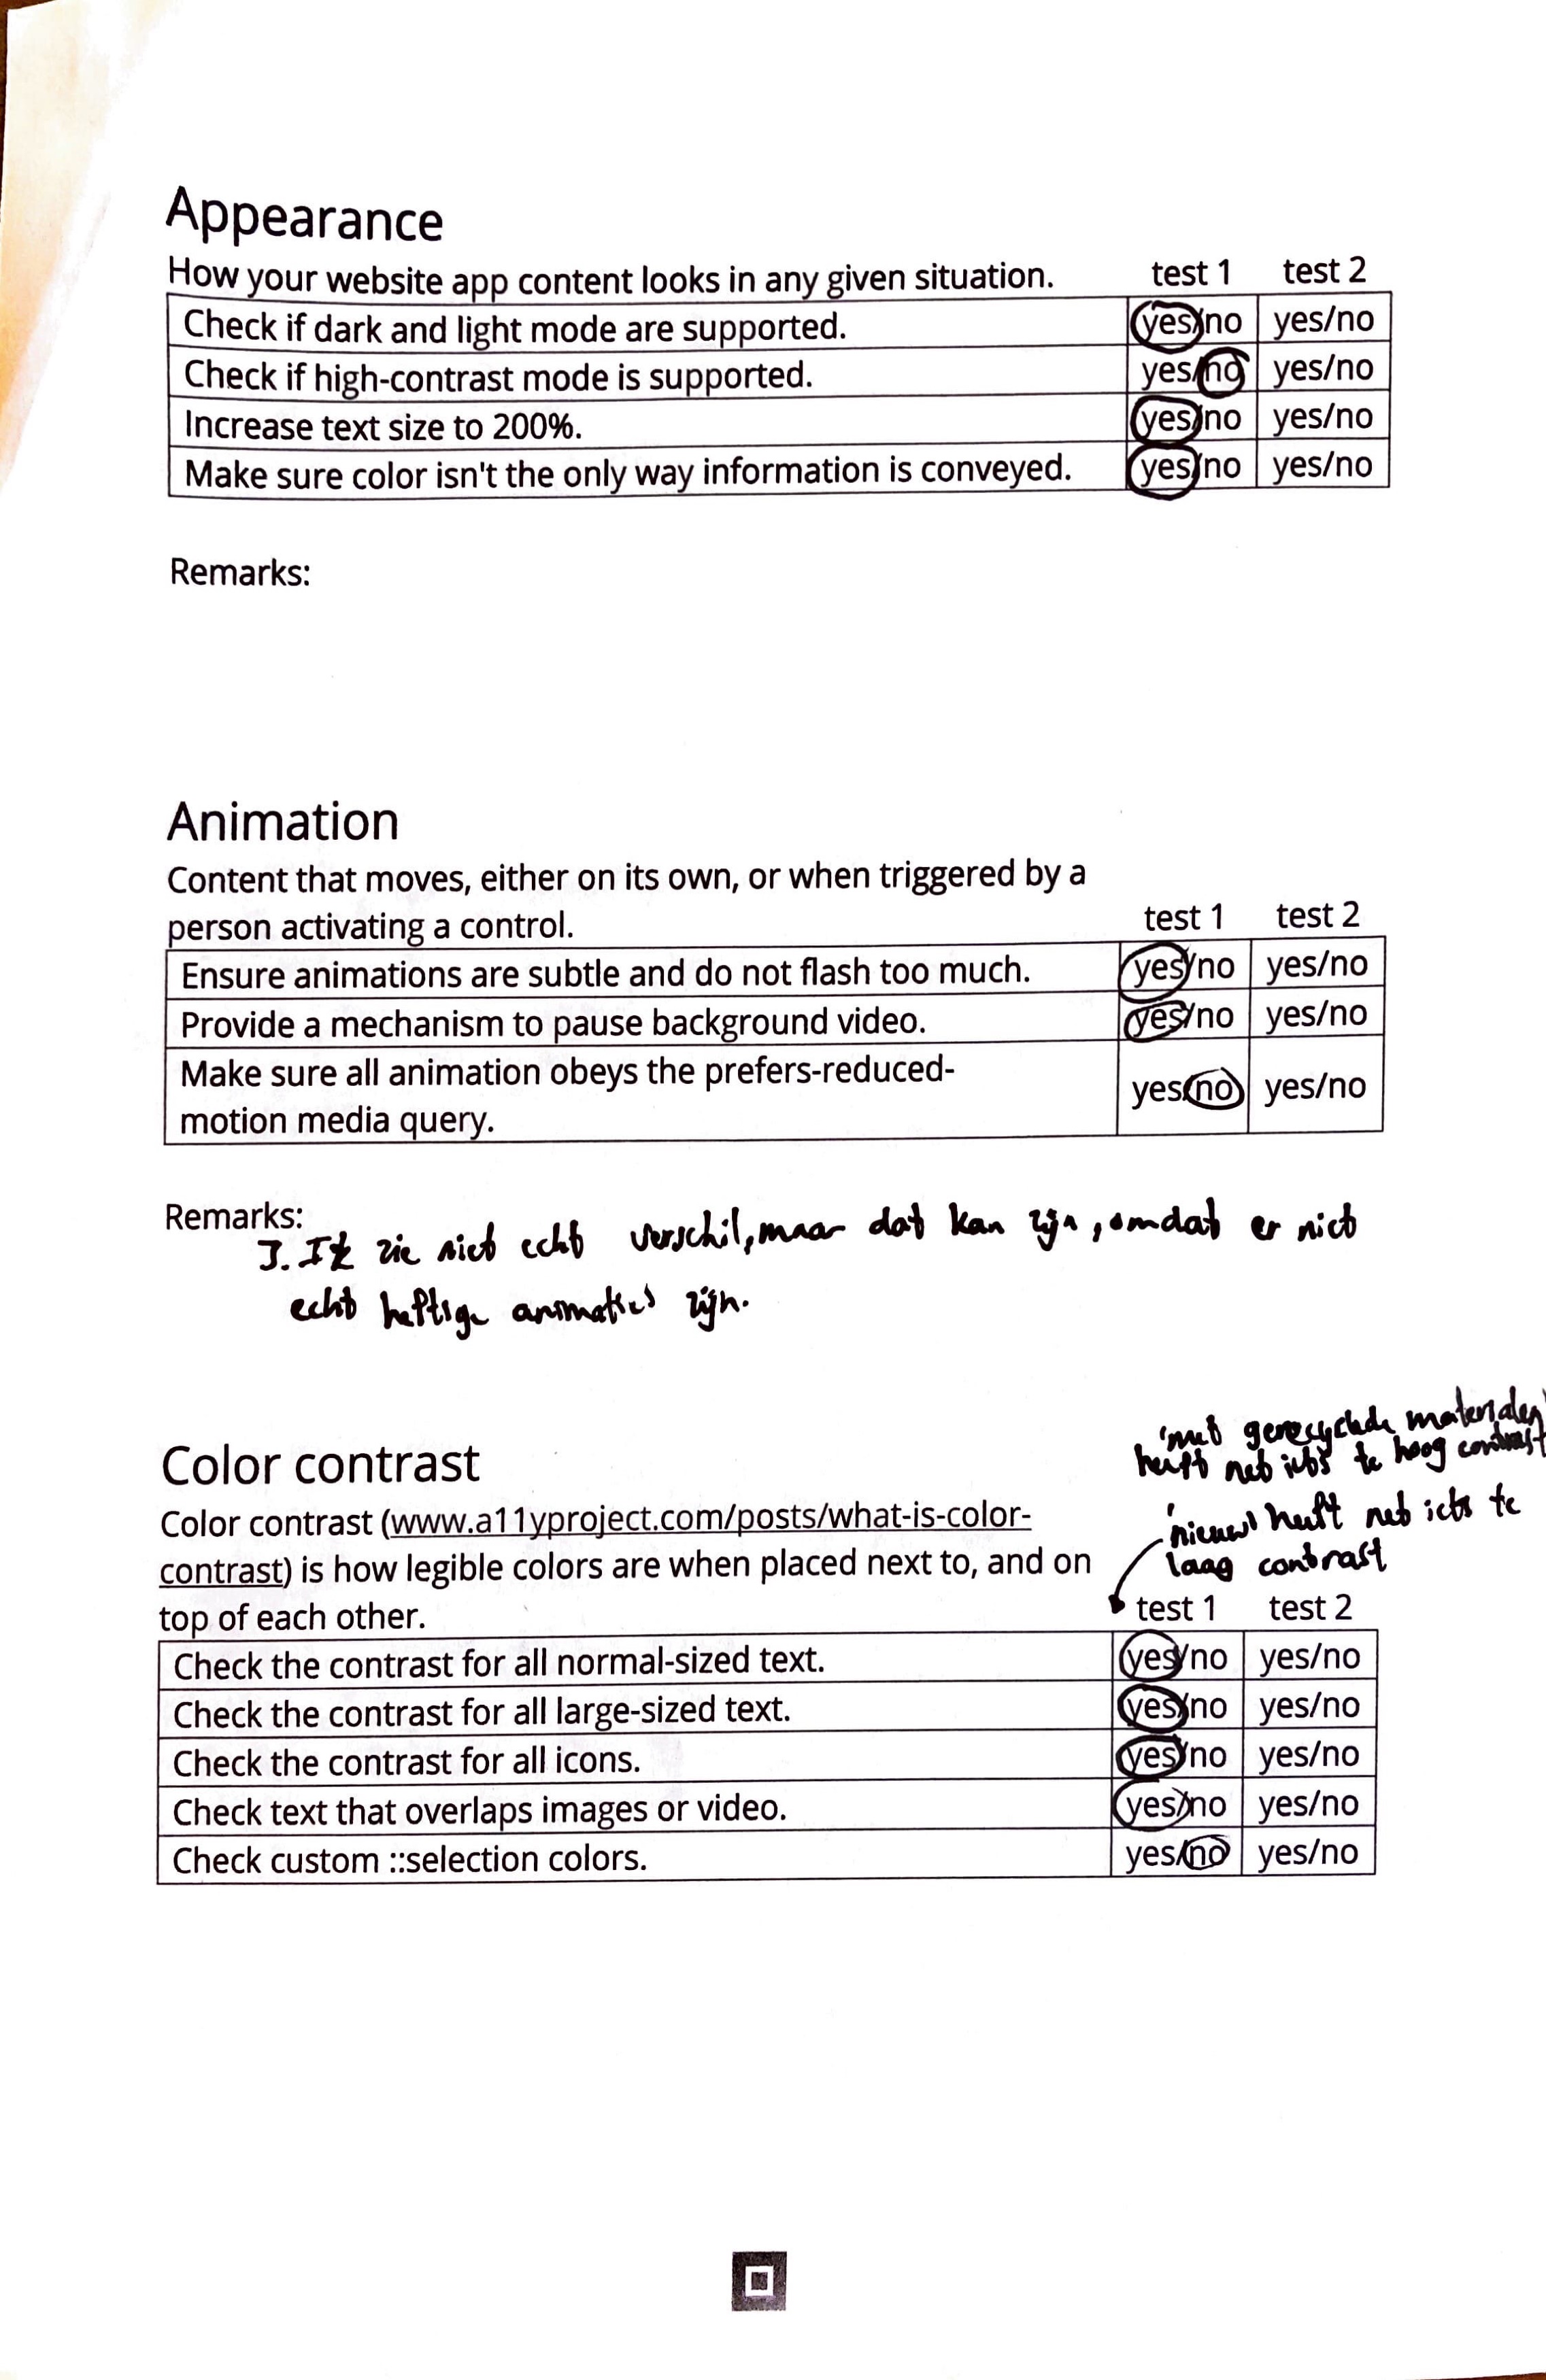 Appearance
How your website app content looks in any given situation. test 1 test 2
Check if dark and light mode are supported. yes/no yes/no
Check if high-contrast mode is supported. yes/no yes/no
Increase text size to 200%. yes/no yes/no
Make sure color isn't the only way information is conveyed. yes/no yes/no
Remarks:
Animation
Content that moves, either on its own, or when triggered by a
person activating a control. test 1 test 2
Ensure animations are subtle and do not flash too much. yes/no yes/no
Provide a mechanism to pause background video. yes/no yes/no
Make sure all animation obeys the prefers-reduced-
motion media query. yes/no yes/no
Remarks:
3. Ik zie niet echt verschil, maar dat kan zijn, omdat er niet
echt heftige animaties zijn.
'met gerecyclede materialen'
heeft net iets te hoog contrast
'nieuw' heeft net iets te
laag contrast
Color contrast
Color contrast (www.a11yproject.com/posts/what-is-color-
contrast) is how legible colors are when placed next to, and on
top of each other. test 1 test 2
Check the contrast for all normal-sized text. yes/no yes/no
Check the contrast for all large-sized text. yes/no yes/no
Check the contrast for all icons. yes/no yes/no
Check text that overlaps images or video. yes/no yes/no
Check custom ::selection colors. yes/no yes/no